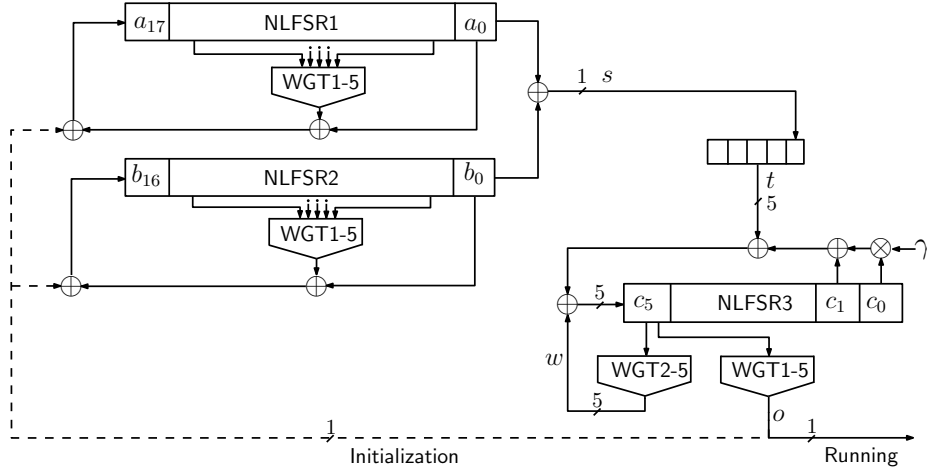 a17 NLFSR1 a0
WGT1-5
1 s
b16 NLFSR2 b0
WGT1-5
t
5
γ
5 c5 NLFSR3 c1 c0
w WGT2-5 WGT1-5
5 o
1 1
Initialization Running